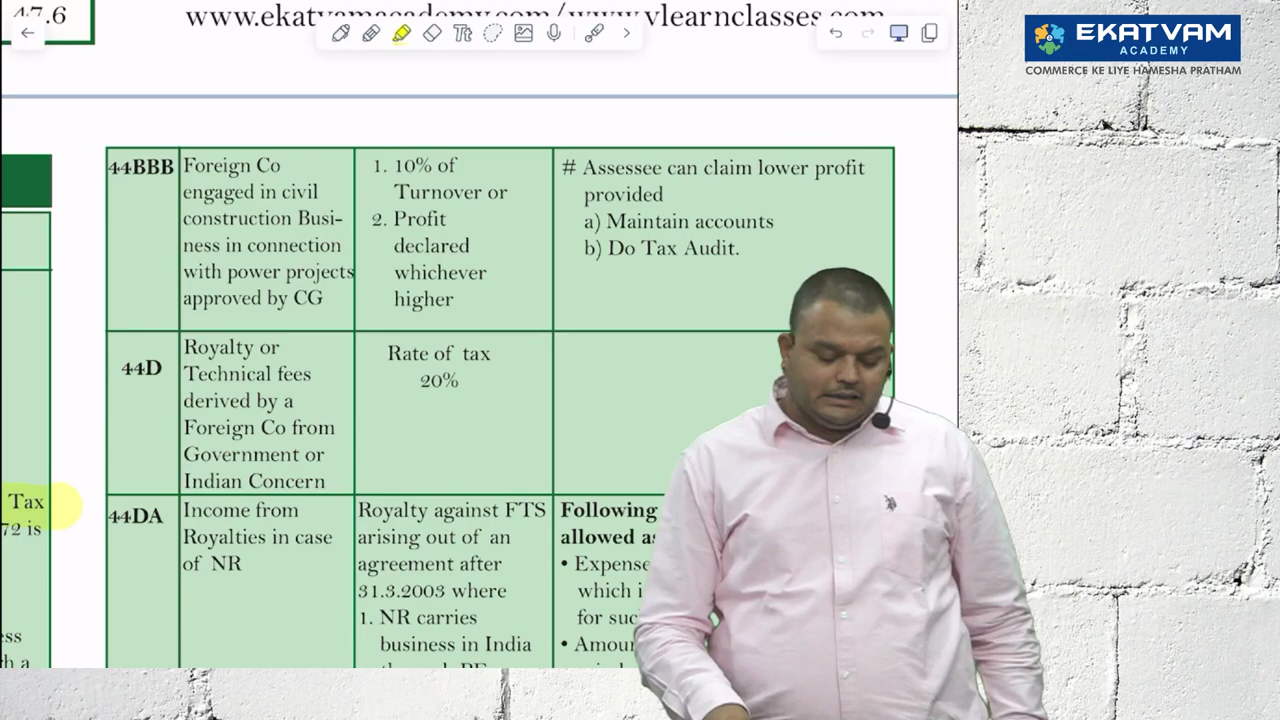 47.6
www.ekatvamacademy.com/www.vlearnclasses.com
EKATVAM
ACADEMY
COMMERCE KE LIYE HAMESHA PRATHAM
44BBB
Foreign Co
engaged in civil
construction Busi-
ness in connection
with power projects
approved by CG
1. 10% of
Turnover or
2. Profit
declared
whichever
higher
# Assessee can claim lower profit
provided
a) Maintain accounts
b) Do Tax Audit.
44D
Royalty or
Technical fees
derived by a
Foreign Co from
Government or
Indian Concern
Rate of tax
20%
Tax
72 is
44DA
Income from
Royalties in case
of NR
Royalty against FTS
arising out of an
agreement after
31.3.2003 where
1. NR carries
business in India
Following
allowed
• Expense
which
for
•